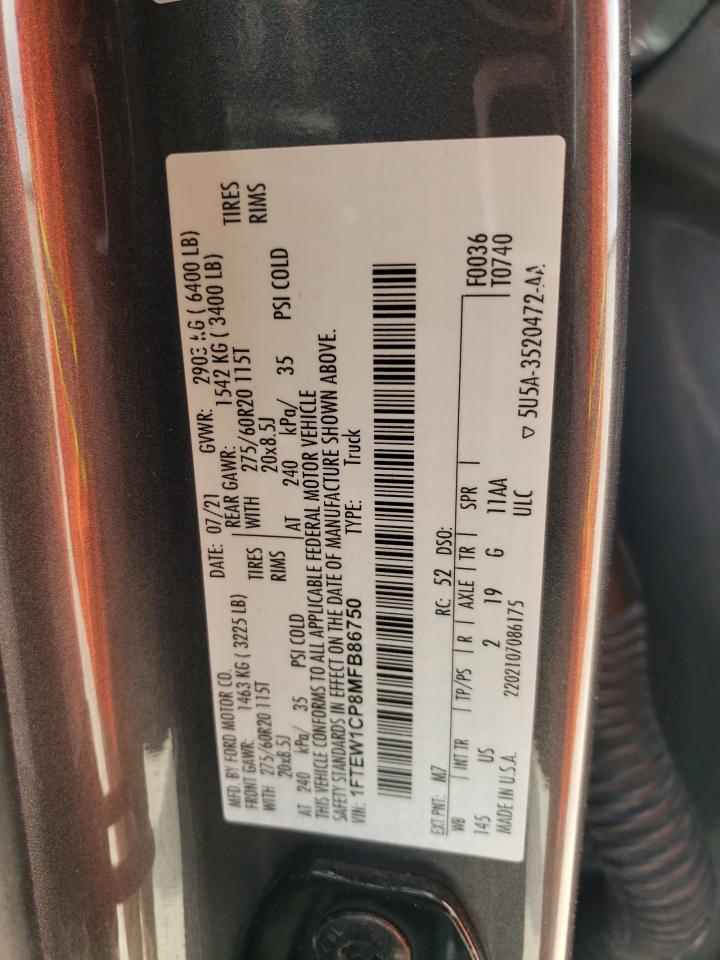 MFD. BY FORD MOTOR CO.
DATE: 07/21 GVWR: 2903 KG ( 6400 LB)
FRONT GAWR: 1463 KG ( 3225 LB)
REAR GAWR: 1542 KG ( 3400 LB)
WITH 275/60R20 115T TIRES
WITH 275/60R20 115T TIRES
20x8.5J RIMS
20x8.5J RIMS
AT 240 kPa/ 35 PSI COLD
AT 240 kPa/ 35 PSI COLD
THIS VEHICLE CONFORMS TO ALL APPLICABLE FEDERAL MOTOR VEHICLE
SAFETY STANDARDS IN EFFECT ON THE DATE OF MANUFACTURE SHOWN ABOVE.
VIN: 1FTEW1CP8MFB86750 TYPE: Truck
EXT PNT: M7 RC: 52 DSO:
WB INT TR TP/PS R AXLE TR SPR F0036
145 US 2 19 G 11AA T0740
MADE IN U.S.A. 2202107086175 ULC
▽ 5U5A-3520472-AA